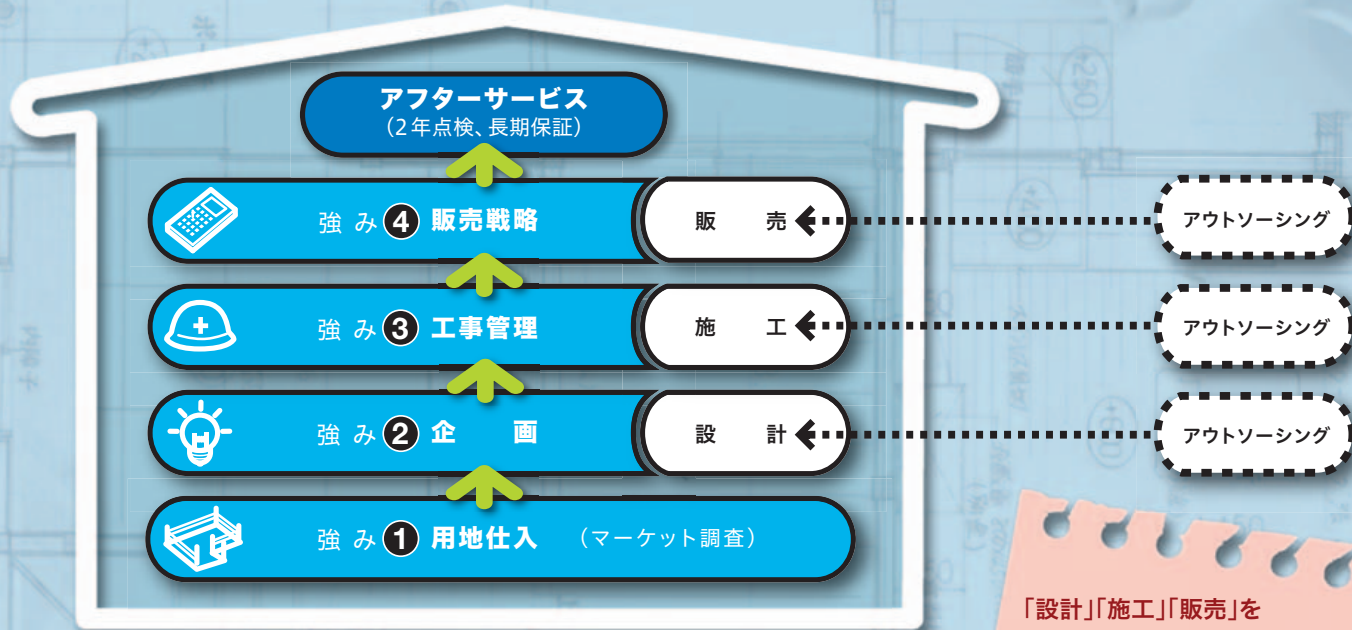 アフターサービス
(2年点検、長期保証)
強み④ 販売戦略
販売
アウトソーシング
強み③ 工事管理
施工
アウトソーシング
強み② 企画
設計
アウトソーシング
強み① 用地仕入 (マーケット調査)
「設計」「施工」「販売」を